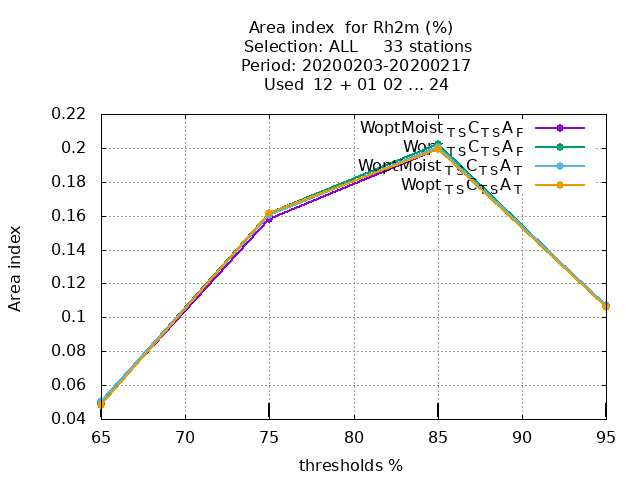 Area index  for Rh2m (%)
Selection: ALL     33 stations
Period: 20200203-20200217
Used  12 + 01 02 ... 24
0.22
0.2
0.18
0.16
0.14
0.12
0.1
0.08
0.06
0.04
Area index
WoptMoist TS C TS A F
Wopt TS C TS A F
WoptMoist TS C TS A T
Wopt TS C TS A T
65 70 75 80 85 90 95
thresholds %